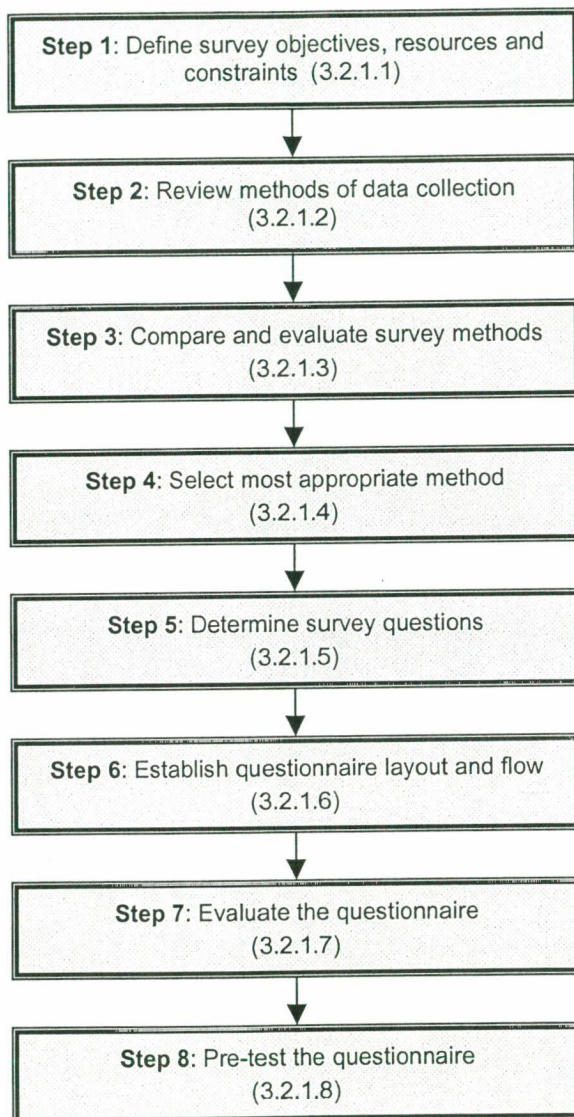 Step 1: Define survey objectives, resources and
constraints (3.2.1.1)
Step 2: Review methods of data collection
(3.2.1.2)
Step 3: Compare and evaluate survey methods
(3.2.1.3)
Step 4: Select most appropriate method
(3.2.1.4)
Step 5: Determine survey questions
(3.2.1.5)
Step 6: Establish questionnaire layout and flow
(3.2.1.6)
Step 7: Evaluate the questionnaire
(3.2.1.7)
Step 8: Pre-test the questionnaire
(3.2.1.8)